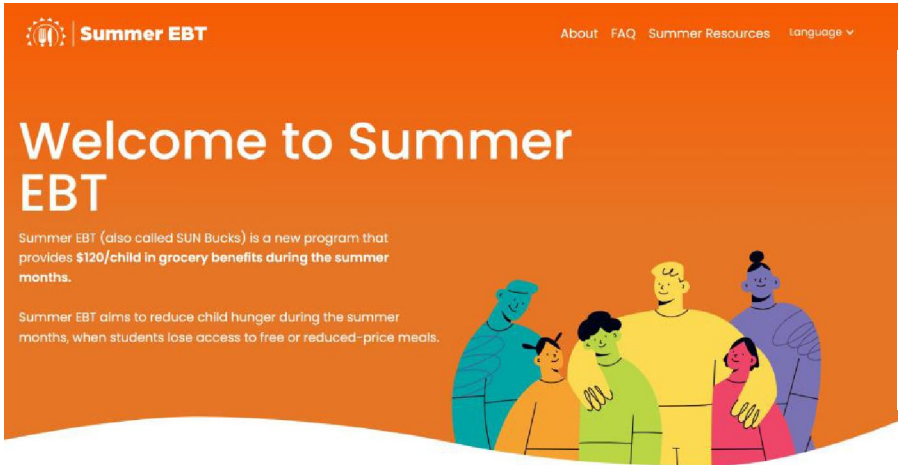 Summer EBT
About FAQ Summer Resources Language
Welcome to Summer
EBT
Summer EBT (also called SUN Bucks) is a new program that
provides $120/child in grocery benefits during the summer
months.
Summer EBT aims to reduce child hunger during the summer
months, when students lose access to free or reduced-price meals.